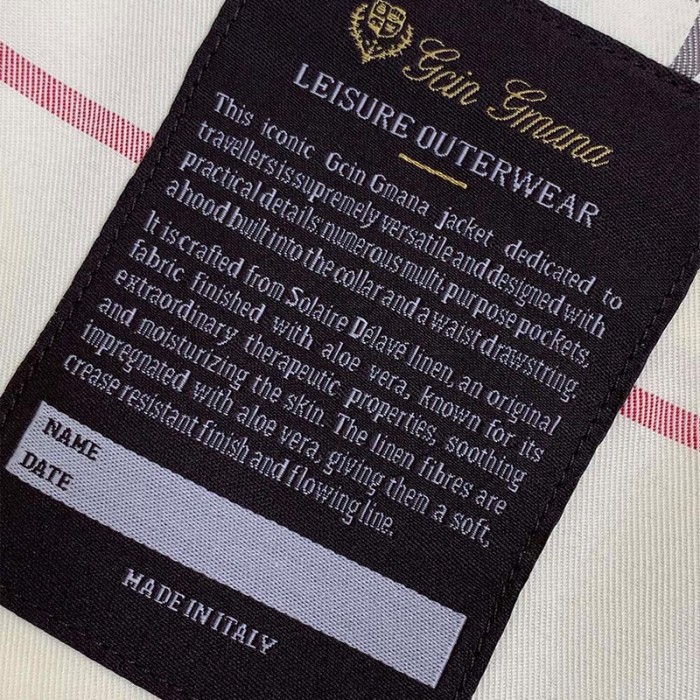 Gcin Gmana
LEISURE OUTERWEAR
This iconic Gcin Gmana jacket dedicated to
travellers is supremely versatile and designed with
practical details: numerous multi-purpose pockets,
a hood built into the collar and a waist drawstring.
It is crafted from Solaire Délavé linen, an original
fabric finished with aloe vera, known for its
extraordinary therapeutic properties, soothing
and moisturizing the skin. The linen fibres are
impregnated with aloe vera, giving them a soft,
crease resistant finish and flowing line.
NAME
DATE
MADE IN ITALY